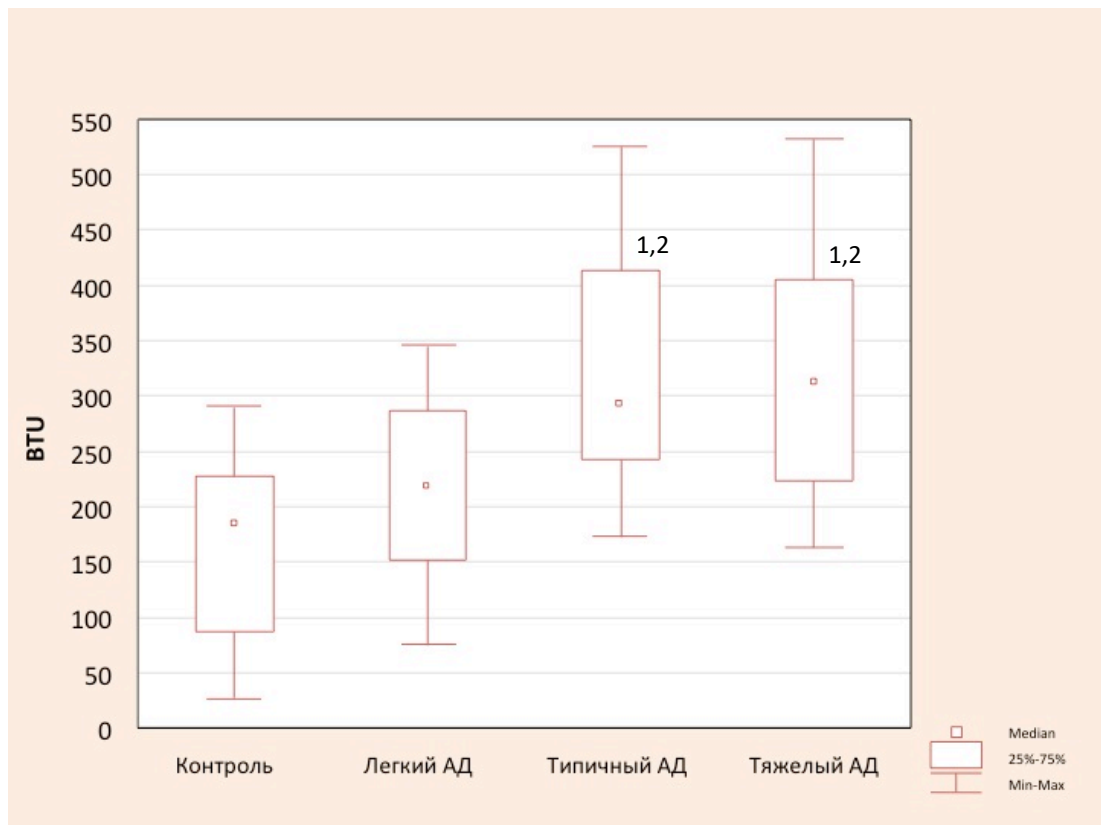 550
500
450
1,2
1,2
400
350
300
BTU
250
200
150
100
50
0
Контроль
Легкий АД
Типичный АД
Тяжелый АД
Median
25%-75%
Min-Max